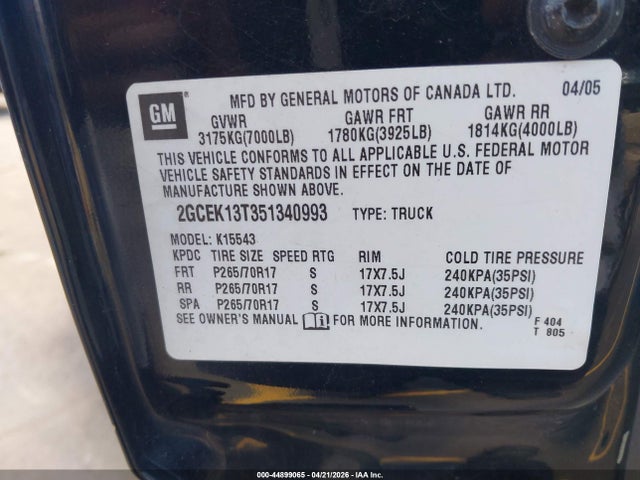 GM ®
MFD BY GENERAL MOTORS OF CANADA LTD. 04/05
GVWR GAWR FRT GAWR RR
3175KG(7000LB) 1780KG(3925LB) 1814KG(4000LB)
THIS VEHICLE CONFORMS TO ALL APPLICABLE U.S. FEDERAL MOTOR
VEHICLE SAFETY STANDARDS IN EFFECT ON THE DATE OF
MANUFACTURE SHOWN ABOVE.
2GCEK13T351340993 TYPE: TRUCK
MODEL: K15543
KPDC TIRE SIZE SPEED RTG RIM COLD TIRE PRESSURE
FRT P265/70R17 S 17X7.5J 240KPA(35PSI)
RR P265/70R17 S 17X7.5J 240KPA(35PSI)
SPA P265/70R17 S 17X7.5J 240KPA(35PSI)
SEE OWNER'S MANUAL FOR MORE INFORMATION. F 404
T 805
000-44899065 - 04/21/2026 - IAA Inc.